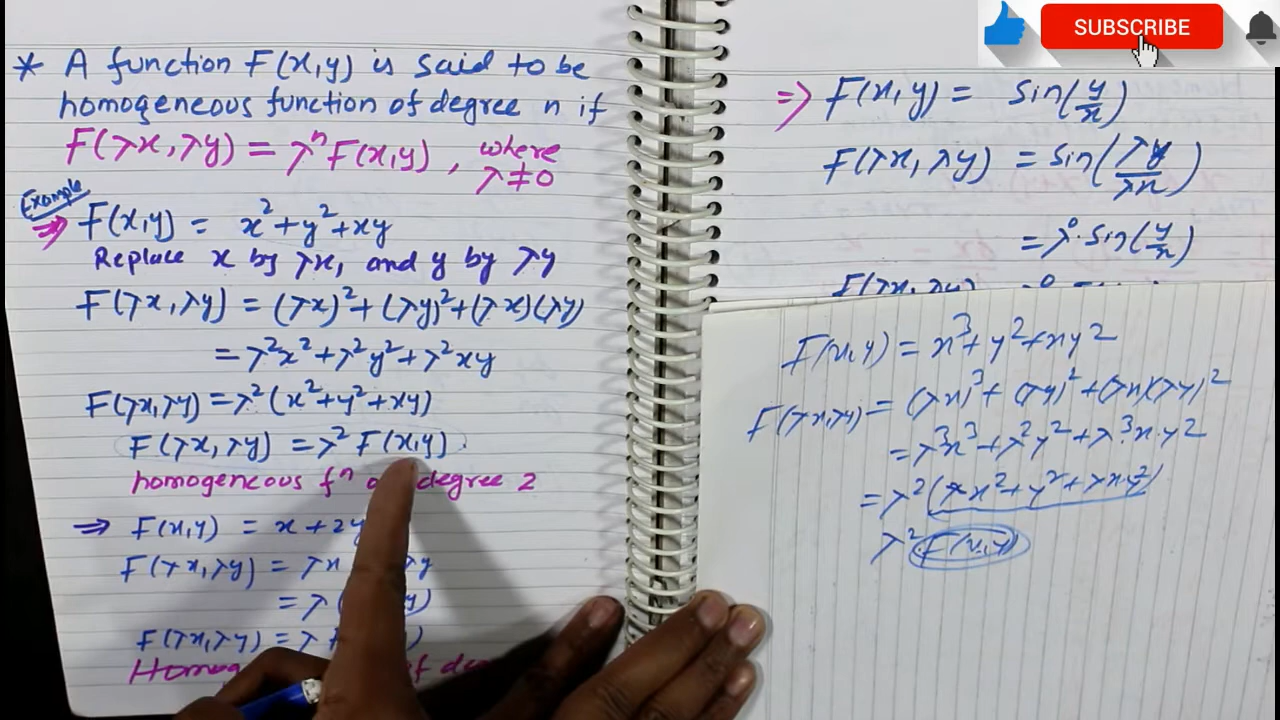 * A function F(x,y) is said to be
homogeneous function of degree n if
F(λx, λy) = λⁿ F(x,y), where
λ ≠ 0
Example
⇒ F(x,y) = x² + y² + xy
Replace x by λx, and y by λy
F(λx, λy) = (λx)² + (λy)² + (λx)(λy)
= λ²x² + λ²y² + λ²xy
F(λx, λy) = λ² (x² + y² + xy)
F(λx, λy) = λ² F(x,y)
homogeneous fⁿ degree 2
⇒ F(x,y) = x + 2y
F(λx, λy) = λx λy
= λ ( y)
F(λx, λy) = λ )
SUBSCRIBE
⇒ F(x,y) = sin(y/x)
F(λx, λy) = sin(λy/λx)
= λ⁰. sin(y/x)
F(x,y) = x³ + y² + xy²
F(λx, λy) = (λx)³ + (λy)² + (λx)(λy)²
= λ³x³ + λ²y² + λ³x.y²
= λ² (λx² + y² + λxy²)
λ² F(x,y)